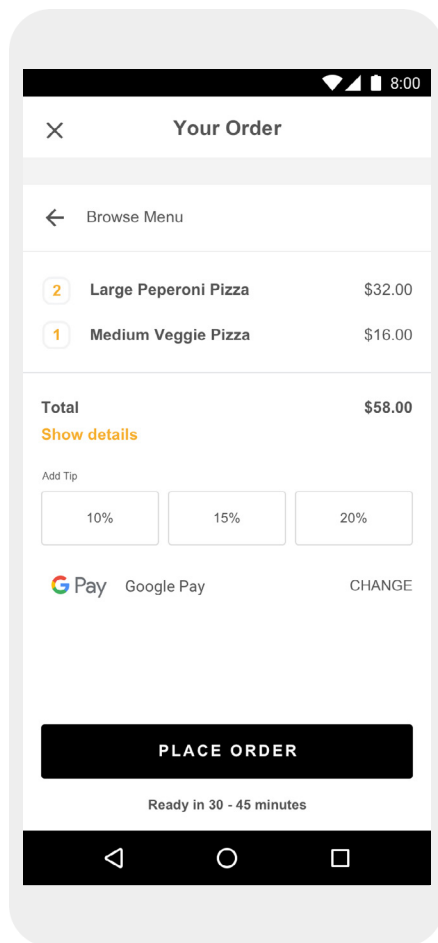 8:00
Your Order
Browse Menu
2 Large Peperoni Pizza $32.00
1 Medium Veggie Pizza $16.00
Total $58.00
Show details
Add Tip
10% 15% 20%
G Pay Google Pay CHANGE
PLACE ORDER
Ready in 30 - 45 minutes